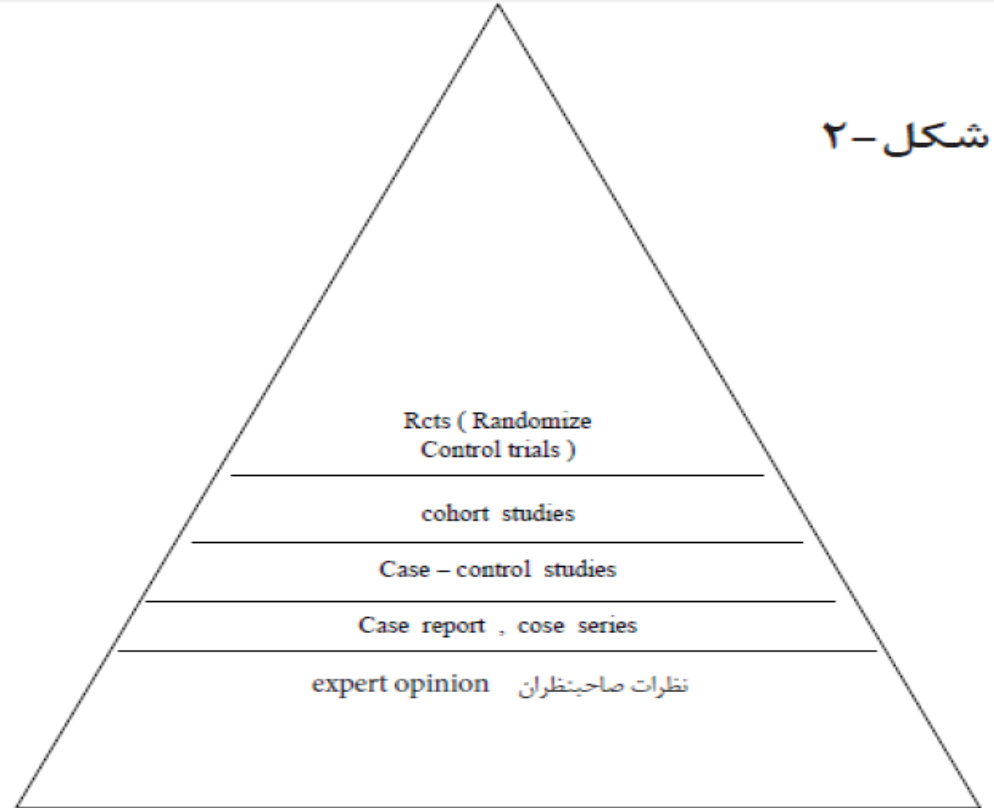 شکل-۲
Rcts ( Randomize
Control trials )
cohort studies
Case – control studies
Case report , cose series
expert opinion نظرات صاحبنظران